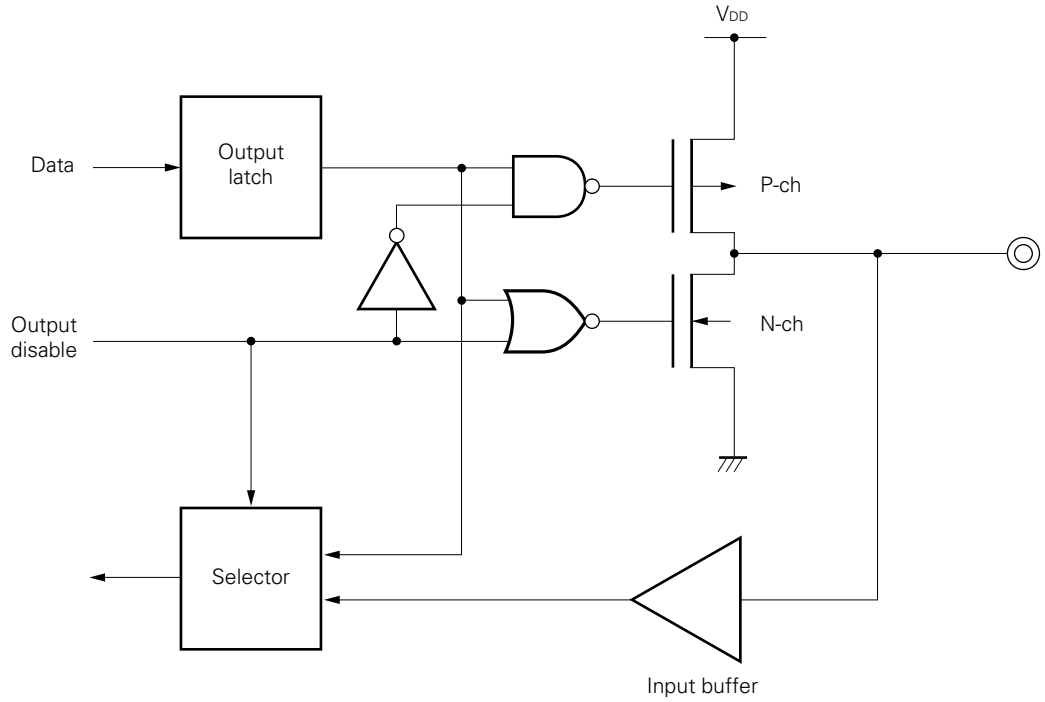 VDD
Data
Output
latch
P-ch
Output
disable
N-ch
Selector
Input buffer